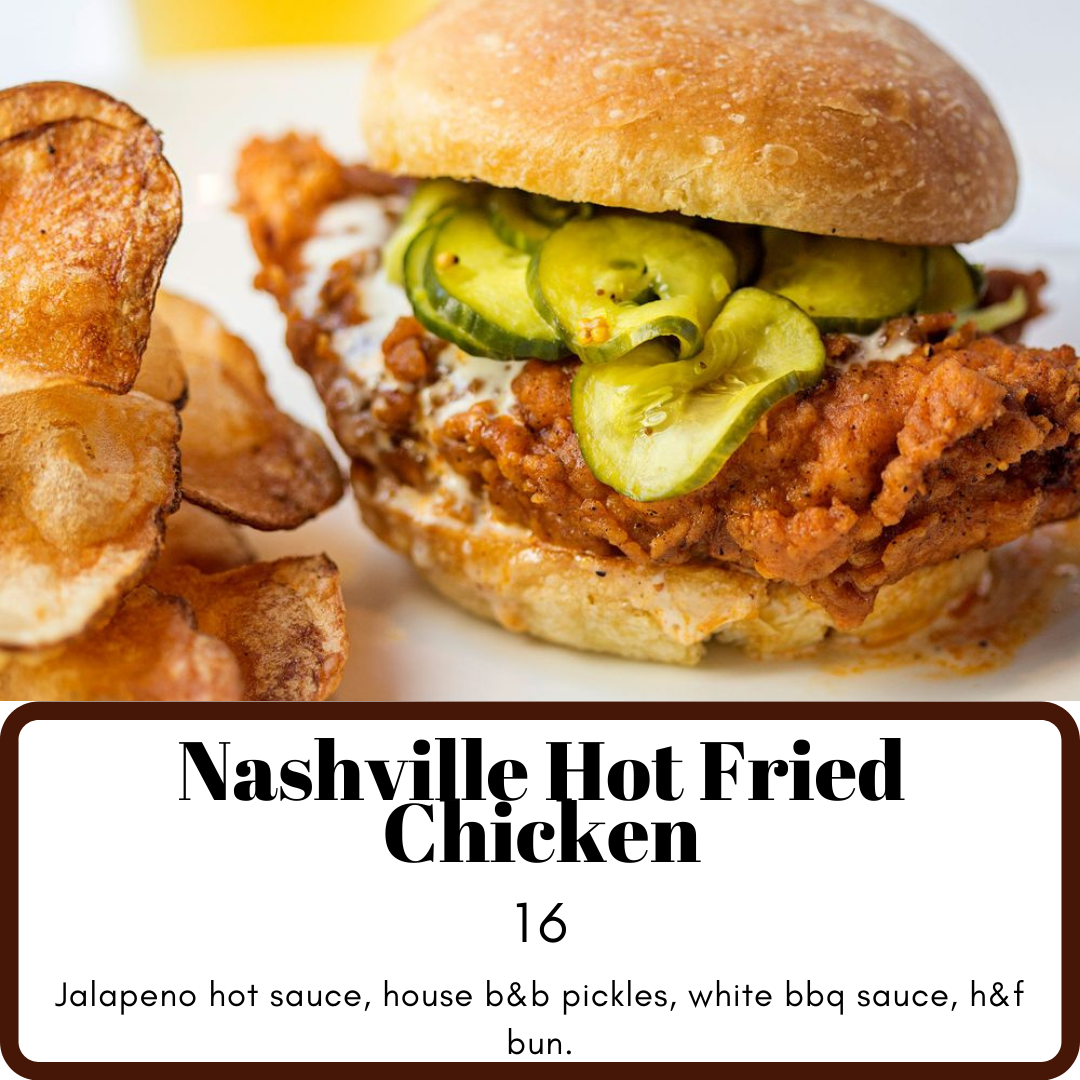 Nashville Hot Fried
Chicken
16
Jalapeno hot sauce, house b&b pickles, white bbq sauce, h&f
bun.